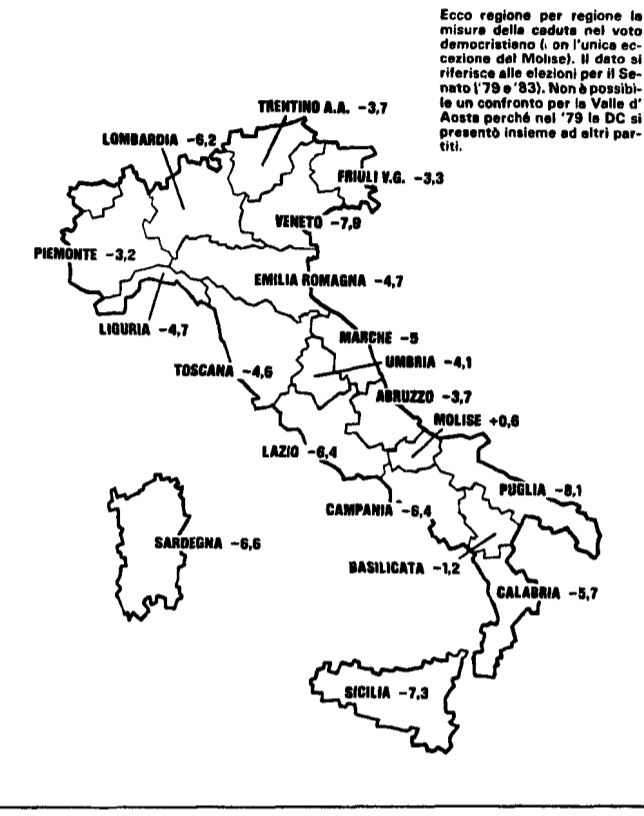 Ecco regione per regione la
misura della caduta nel voto
democristiano (con l'unica ec-
cezione del Molise). Il dato si
riferisce alle elezioni per il Se-
nato ('79 e '83). Non è possibi-
le un confronto per la Valle d'
Aosta perché nel '79 la DC si
presentò insieme ad altri par-
titi.
TRENTINO A.A. -3,7
LOMBARDIA -6,2
FRIULI V.G. -3,3
VENETO -7,9
PIEMONTE -3,2
EMILIA ROMAGNA -4,7
LIGURIA -4,7
MARCHE -5
UMBRIA -4,1
TOSCANA -4,6
ABRUZZO -3,7
MOLISE +0,6
LAZIO -6,4
PUGLIA -8,1
CAMPANIA -6,4
SARDEGNA -6,6
BASILICATA -1,2
CALABRIA -5,7
SICILIA -7,3